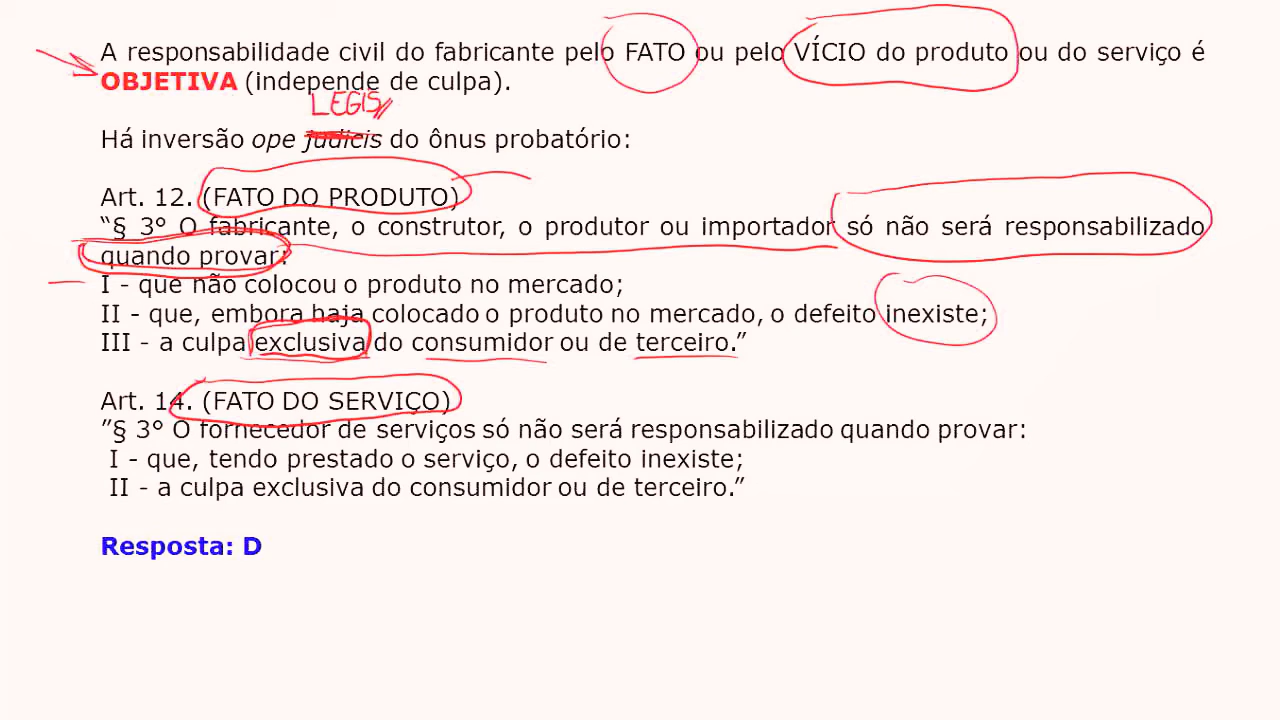 A responsabilidade civil do fabricante pelo FATO ou pelo VÍCIO do produto ou do serviço é
OBJETIVA (independe de culpa).
LEGIS
Há inversão ope judicis do ônus probatório:
Art. 12. (FATO DO PRODUTO)
“§ 3° O fabricante, o construtor, o produtor ou importador só não será responsabilizado
quando provar:
I - que não colocou o produto no mercado;
II - que, embora haja colocado o produto no mercado, o defeito inexiste;
III - a culpa exclusiva do consumidor ou de terceiro.”
Art. 14. (FATO DO SERVIÇO)
”§ 3° O fornecedor de serviços só não será responsabilizado quando provar:
I - que, tendo prestado o serviço, o defeito inexiste;
II - a culpa exclusiva do consumidor ou de terceiro.”
Resposta: D